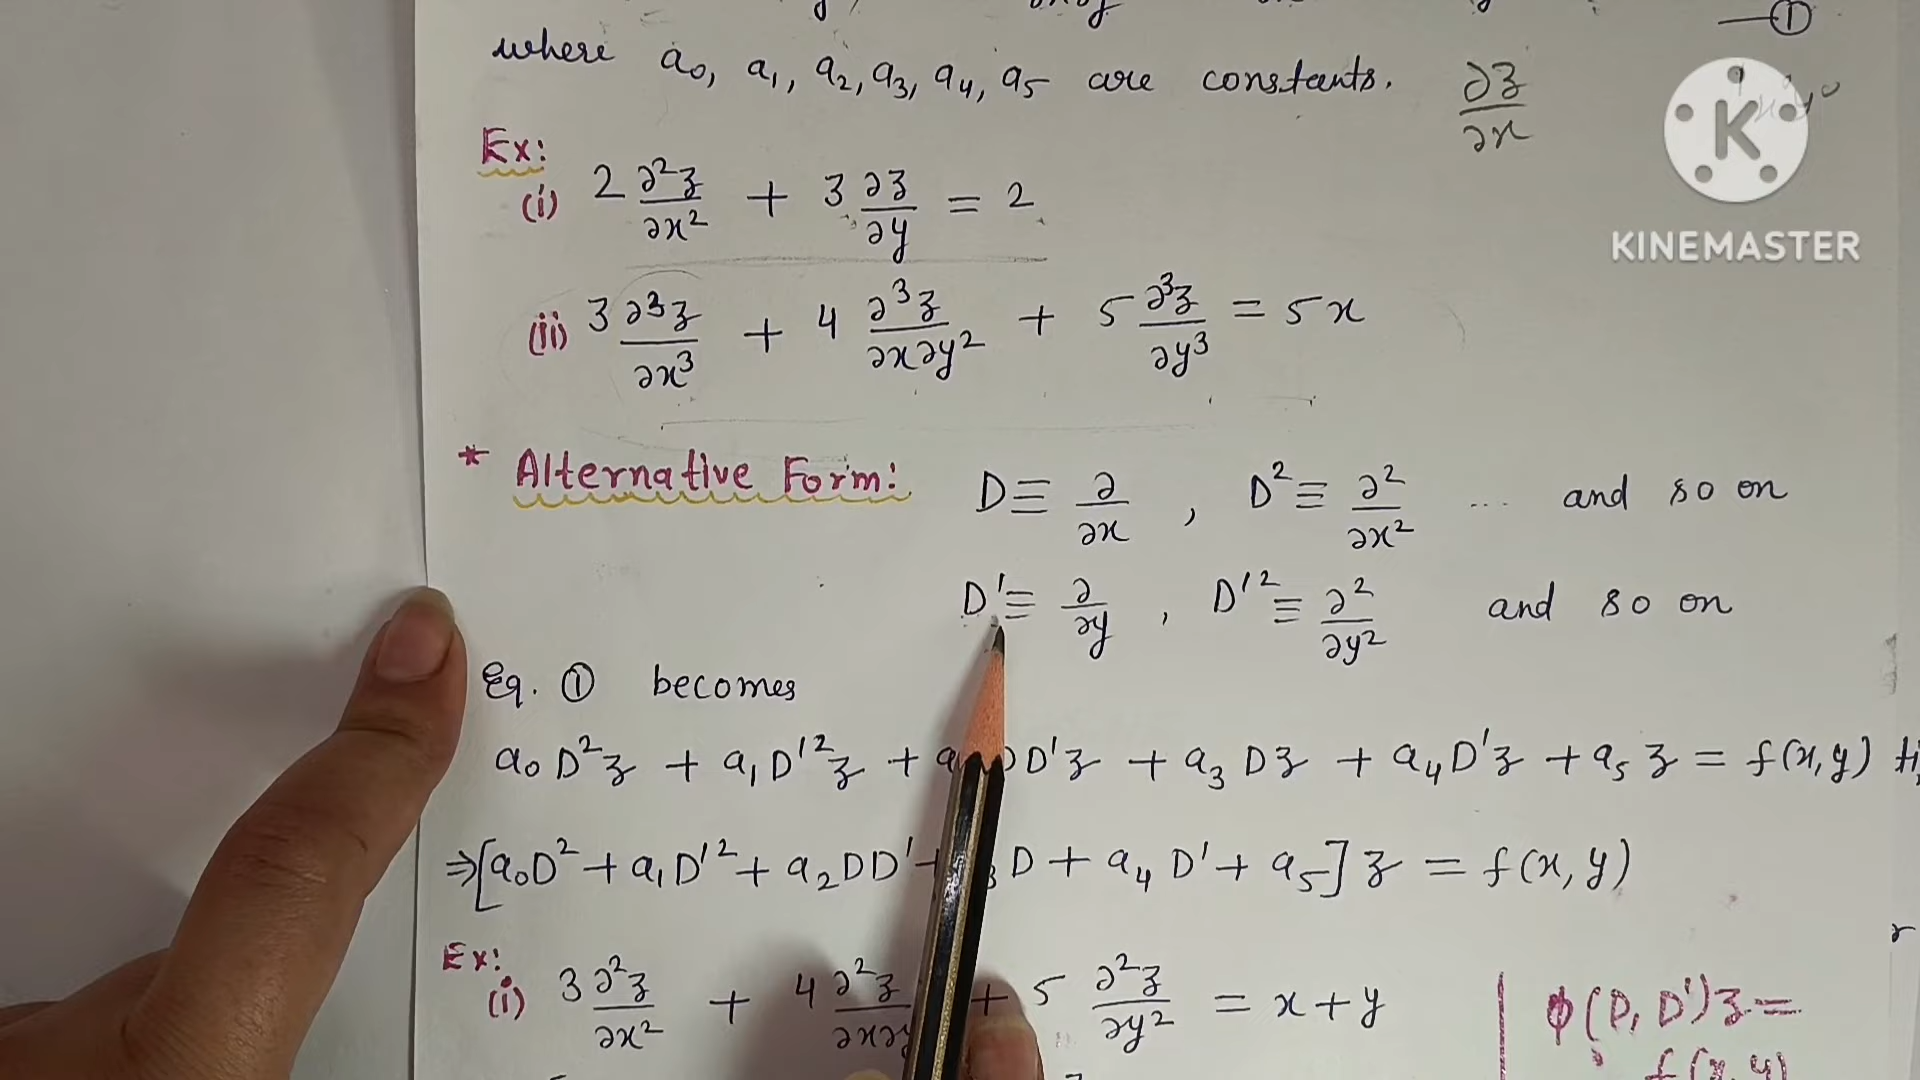 ①
where a₀, a₁, a₂, a₃, a₄, a₅ are constants. ∂z/∂x
KINEMASTER
Ex:
(i) 2 ∂²z/∂x² + 3 ∂z/∂y = 2
(ii) 3 ∂³z/∂x³ + 4 ∂³z/∂x∂y² + 5 ∂³z/∂y³ = 5x
* Alternative Form: D ≡ ∂/∂x , D² ≡ ∂²/∂x² ... and so on
D' ≡ ∂/∂y , D'² ≡ ∂²/∂y² and so on
Eq. ① becomes
a₀D²z + a₁D'²z + DD'z + a₃Dz + a₄D'z + a₅z = f(x,y)
⇒[a₀D² + a₁D'² + a₂DD' + ₃D + a₄D' + a₅]z = f(x,y)
Ex:
(i) 3 ∂²z/∂x² + 4 ∂²z/∂x∂y + 5 ∂²z/∂y² = x+y
ϕ(D, D')z =
f(x,y)